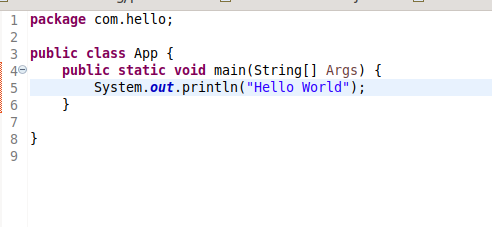 1 package com.hello;
2
3 public class App {
4 public static void main(String[] Args) {
5 System.out.println("Hello World");
6 }
7
8 }
9